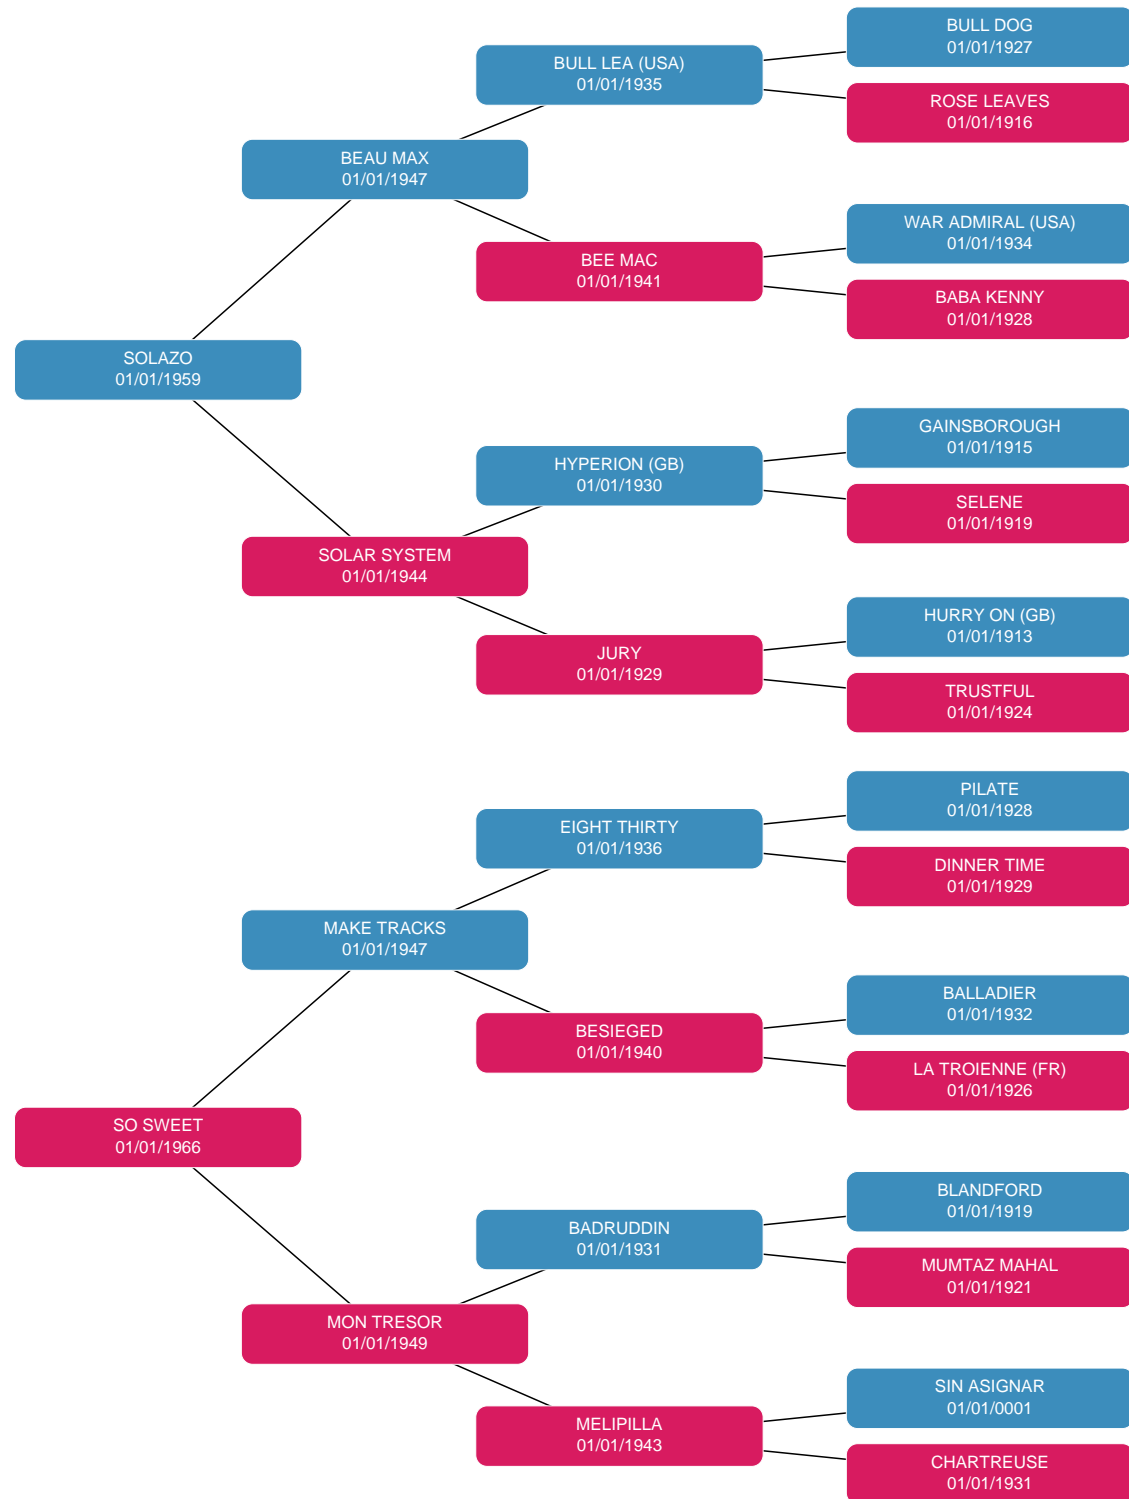 BULL DOG
01/01/1927
BULL LEA (USA)
01/01/1935
ROSE LEAVES
01/01/1916
BEAU MAX
01/01/1947
WAR ADMIRAL (USA)
01/01/1934
BEE MAC
01/01/1941
BABA KENNY
01/01/1928
SOLAZO
01/01/1959
GAINSBOROUGH
01/01/1915
HYPERION (GB)
01/01/1930
SELENE
01/01/1919
SOLAR SYSTEM
01/01/1944
HURRY ON (GB)
01/01/1913
JURY
01/01/1929
TRUSTFUL
01/01/1924
PILATE
01/01/1928
EIGHT THIRTY
01/01/1936
DINNER TIME
01/01/1929
MAKE TRACKS
01/01/1947
BALLADIER
01/01/1932
BESIEGED
01/01/1940
LA TROIENNE (FR)
01/01/1926
SO SWEET
01/01/1966
BLANDFORD
01/01/1919
BADRUDDIN
01/01/1931
MUMTAZ MAHAL
01/01/1921
MON TRESOR
01/01/1949
SIN ASIGNAR
01/01/0001
MELIPILLA
01/01/1943
CHARTREUSE
01/01/1931